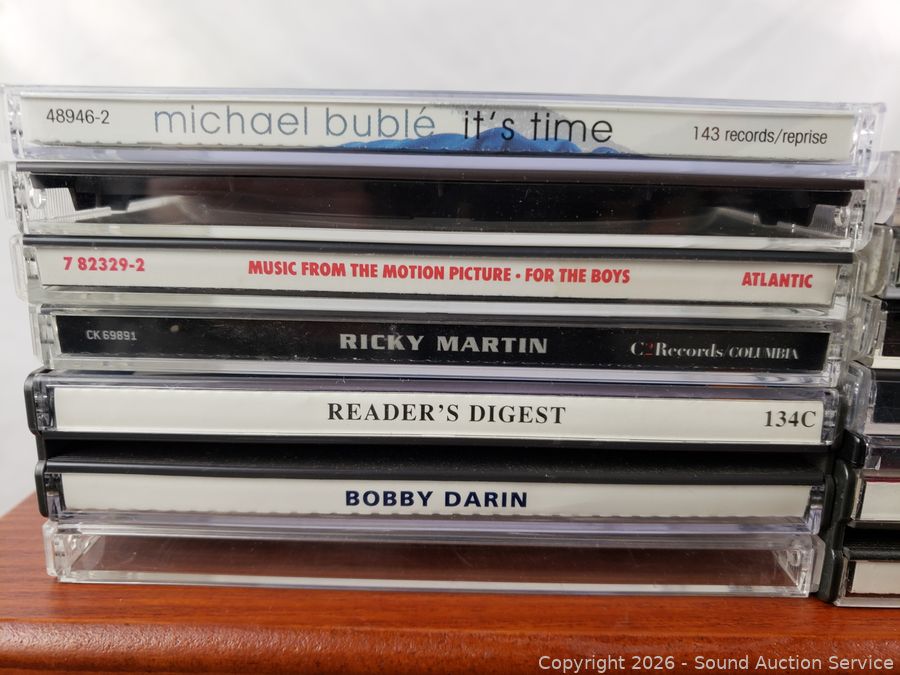 48946-2 michael bublé it's time 143 records/reprise
7 82329-2 MUSIC FROM THE MOTION PICTURE • FOR THE BOYS ATLANTIC
CK 69891 RICKY MARTIN C2Records/COLUMBIA
READER'S DIGEST 134C
BOBBY DARIN
Copyright 2026 - Sound Auction Service